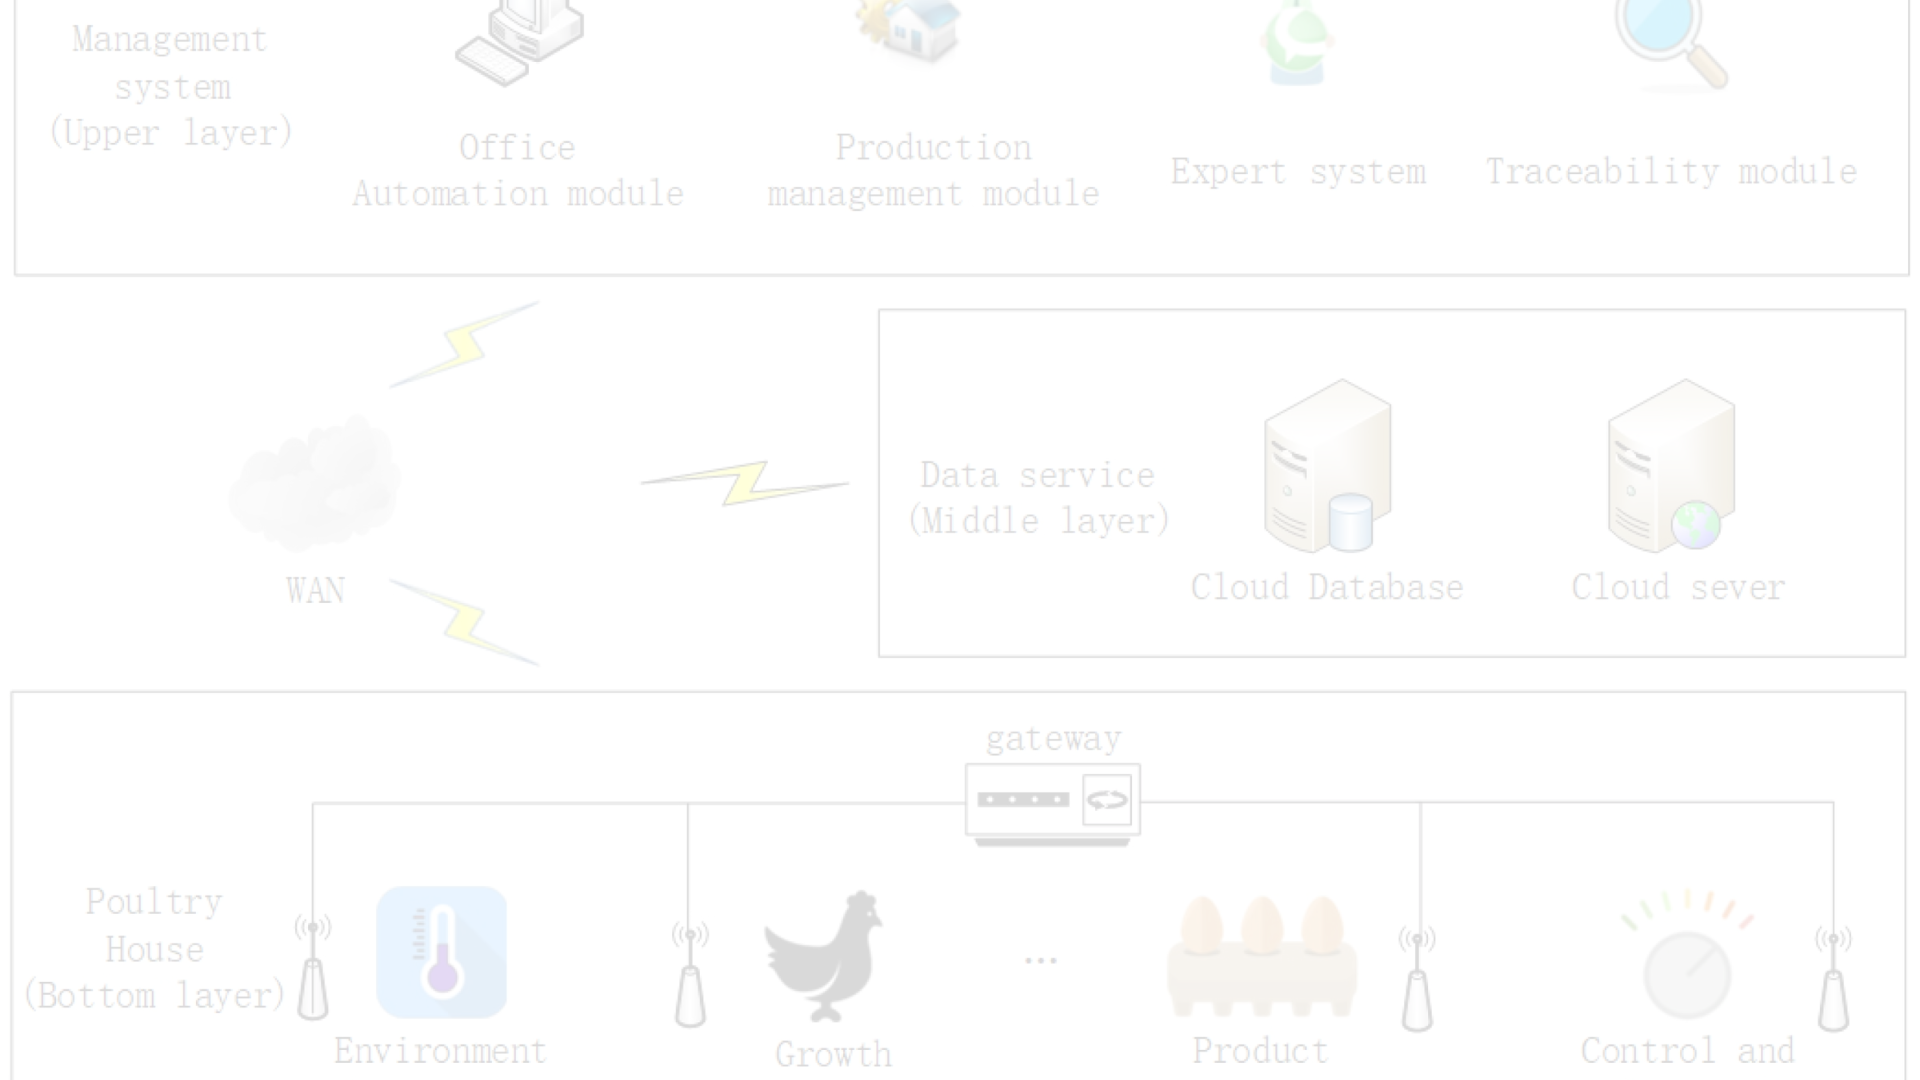 Management
system
(Upper layer)
Office
Automation module
Production
management module
Expert system
Traceability module
Data service
(Middle layer)
Cloud Database
Cloud sever
WAN
gateway
Poultry
House
(Bottom layer)
Environment
Growth
...
Product
Control and